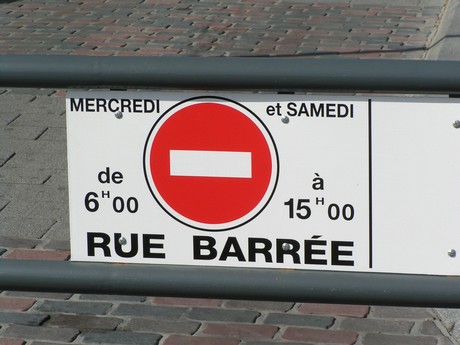 MERCREDI et SAMEDI
de à
6H00 15H00
RUE BARRÉE